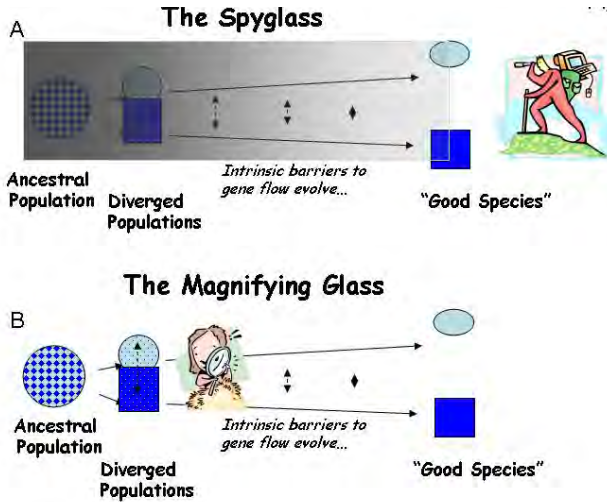 The Spyglass
A
Ancestral
Population
Diverged
Populations
Intrinsic barriers to
gene flow evolve...
"Good Species"
The Magnifying Glass
B
Ancestral
Population
Diverged
Populations
Intrinsic barriers to
gene flow evolve...
"Good Species"